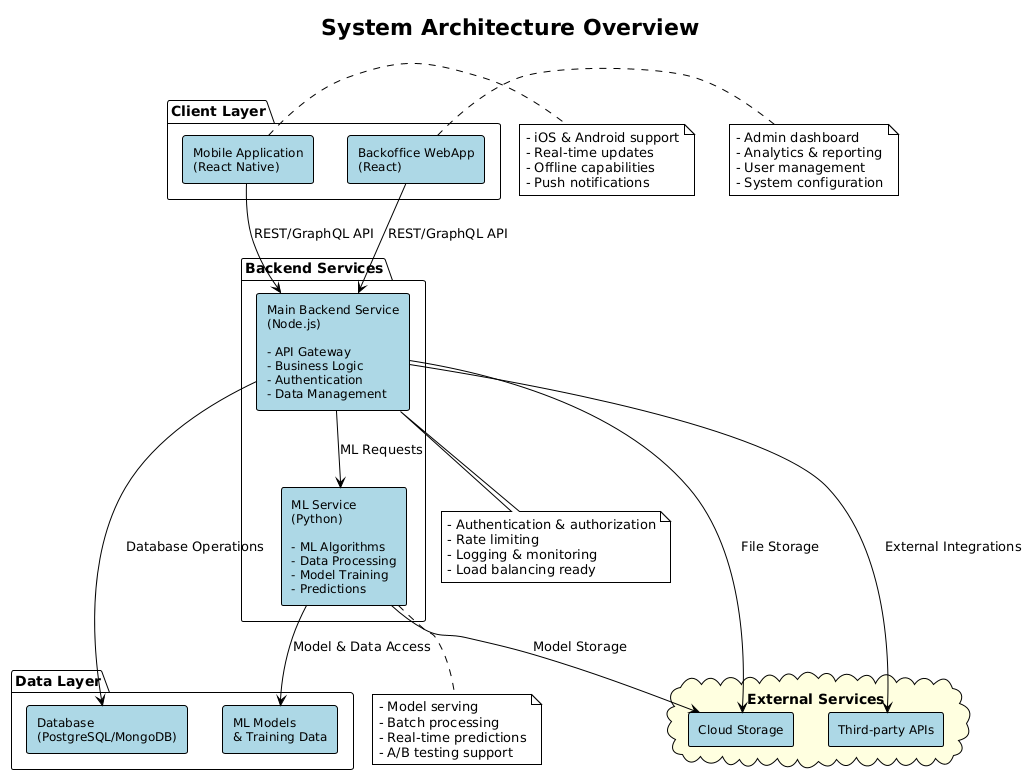 System Architecture Overview
Client Layer
Mobile Application
(React Native)
Backoffice WebApp
(React)
- iOS & Android support
- Real-time updates
- Offline capabilities
- Push notifications
- Admin dashboard
- Analytics & reporting
- User management
- System configuration
REST/GraphQL API
REST/GraphQL API
Backend Services
Main Backend Service
(Node.js)
- API Gateway
- Business Logic
- Authentication
- Data Management
ML Requests
ML Service
(Python)
- ML Algorithms
- Data Processing
- Model Training
- Predictions
- Authentication & authorization
- Rate limiting
- Logging & monitoring
- Load balancing ready
Database Operations
File Storage
External Integrations
Model & Data Access
Model Storage
Data Layer
Database
(PostgreSQL/MongoDB)
ML Models
& Training Data
- Model serving
- Batch processing
- Real-time predictions
- A/B testing support
External Services
Cloud Storage
Third-party APIs